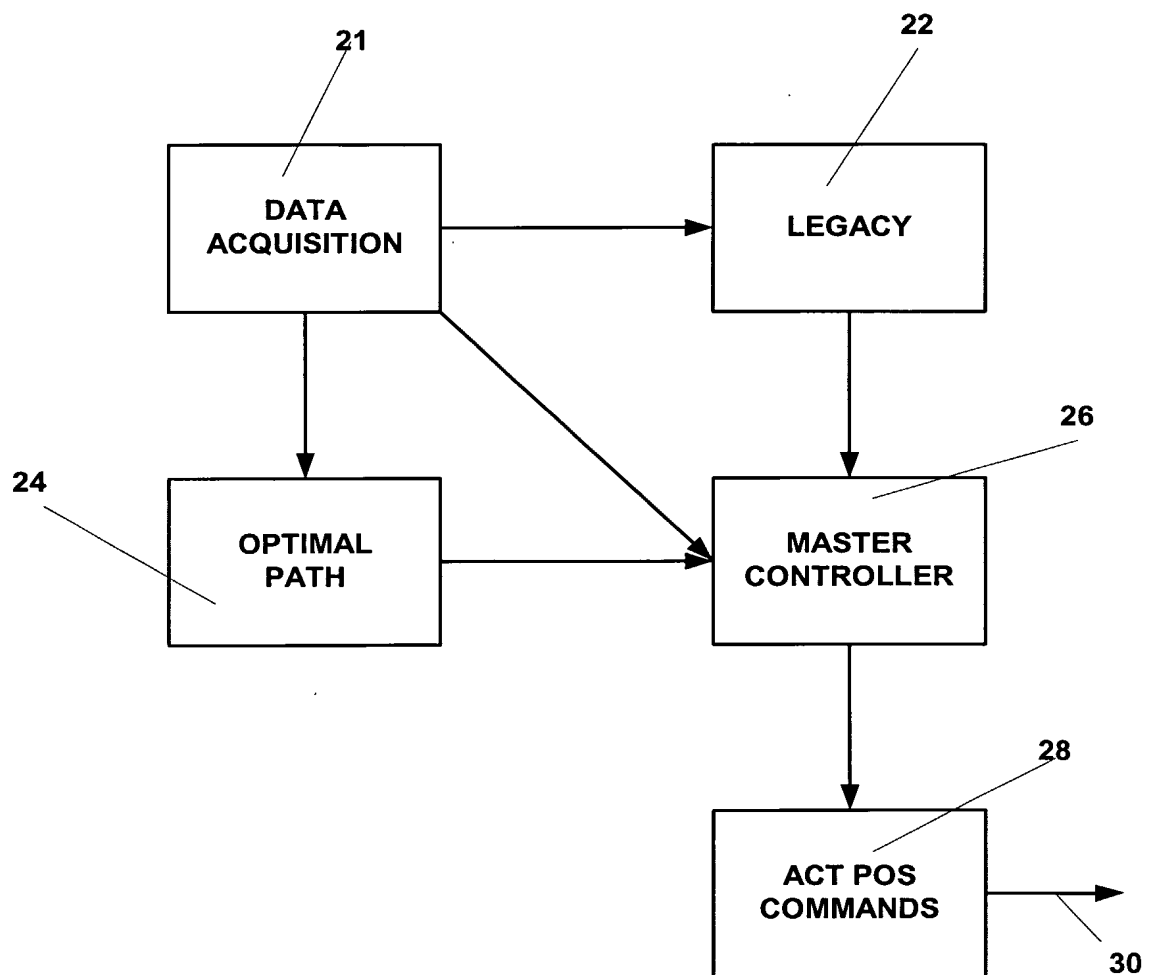 21
22
DATA
ACQUISITION
LEGACY
26
24
OPTIMAL
PATH
MASTER
CONTROLLER
28
ACT POS
COMMANDS
30